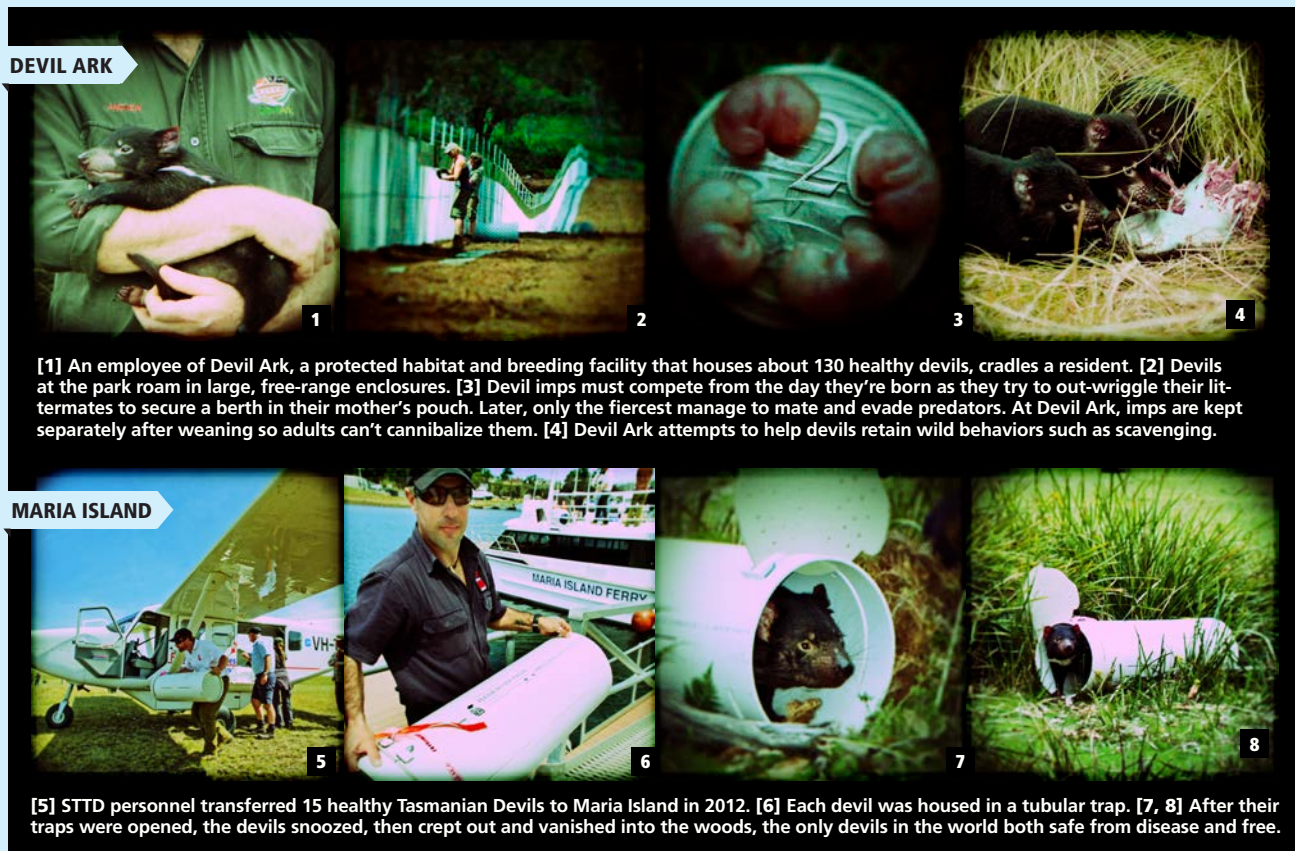 DEVIL ARK
1
2
2
3
4
[1] An employee of Devil Ark, a protected habitat and breeding facility that houses about 130 healthy devils, cradles a resident. [2] Devils
at the park roam in large, free-range enclosures. [3] Devil imps must compete from the day they’re born as they try to out-wriggle their lit-
termates to secure a berth in their mother’s pouch. Later, only the fiercest manage to mate and evade predators. At Devil Ark, imps are kept
separately after weaning so adults can’t cannibalize them. [4] Devil Ark attempts to help devils retain wild behaviors such as scavenging.
MARIA ISLAND
VH-
MARIA ISLAND FERRY
5
6
7
8
[5] STTD personnel transferred 15 healthy Tasmanian Devils to Maria Island in 2012. [6] Each devil was housed in a tubular trap. [7, 8] After their
traps were opened, the devils snoozed, then crept out and vanished into the woods, the only devils in the world both safe from disease and free.